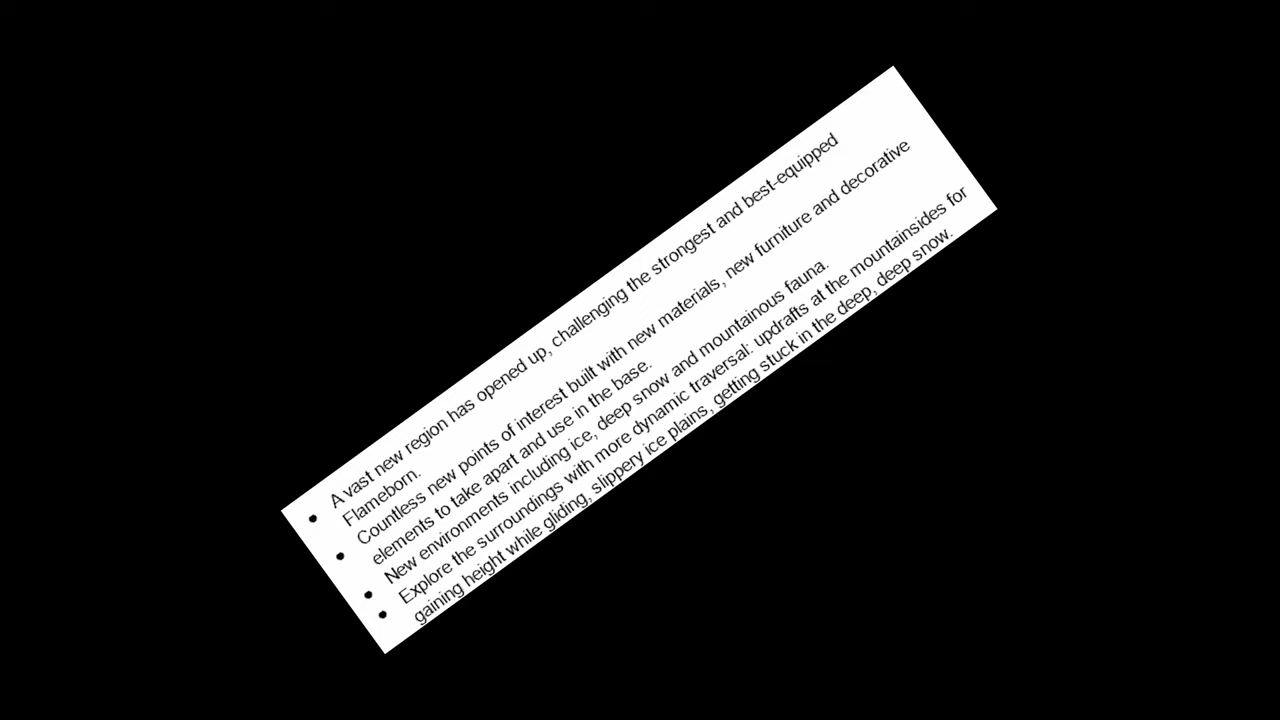 • A vast new region has opened up, challenging the strongest and best-equipped
Flameborn.
• Countless new points of interest built with new materials, new furniture and decorative
elements to take apart and use in the base.
• New environments including ice, deep snow and mountainous fauna.
• Explore the surroundings with more dynamic traversal: updrafts at the mountainsides for
gaining height while gliding, slippery ice plains, getting stuck in the deep, deep snow.